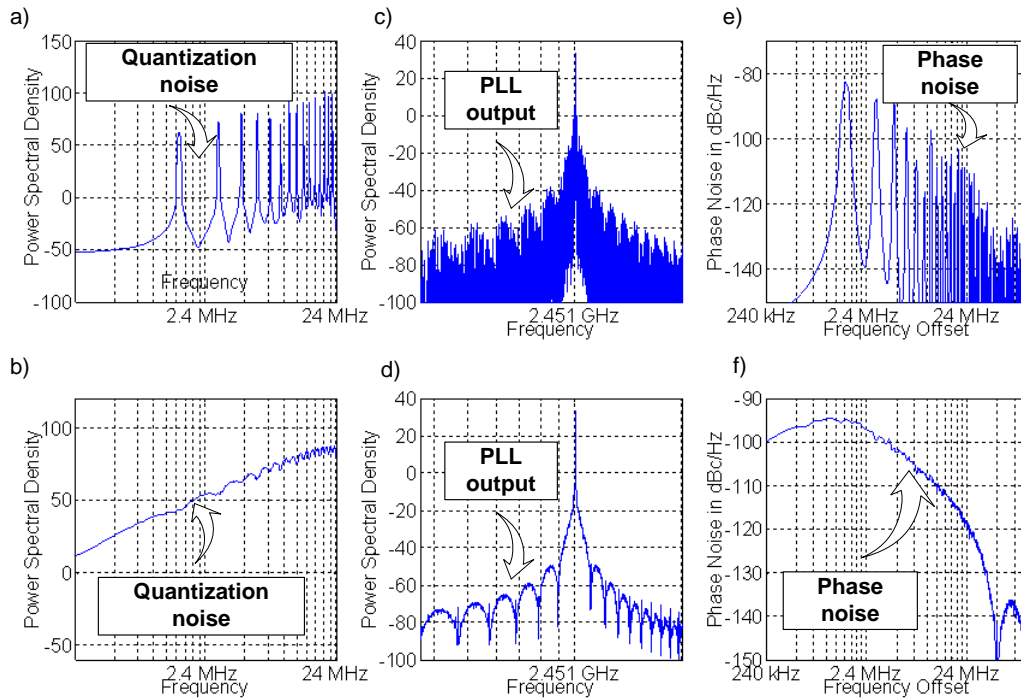 a)
150
100
50
0
-50
-100
Power Spectral Density
Quantization
noise
Frequency
2.4 MHz
24 MHz
c)
40
20
0
-20
-40
-60
-80
-100
Power Spectral Density
PLL
output
2.451 GHz
Frequency
e)
-80
-100
-120
-140
Phase Noise in dBc/Hz
Phase
noise
240 kHz
2.4 MHz
24 MHz
Frequency Offset
b)
100
50
0
-50
Power Spectral Density
Quantization
noise
2.4 MHz
24 MHz
Frequency
d)
40
20
0
-20
-40
-60
-80
-100
Power Spectral Density
PLL
output
2.451 GHz
Frequency
f)
-90
-100
-110
-120
-130
-140
-150
Phase Noise in dBc/Hz
Phase
noise
240 kHz
2.4 MHz
24 MHz
Frequency Offset